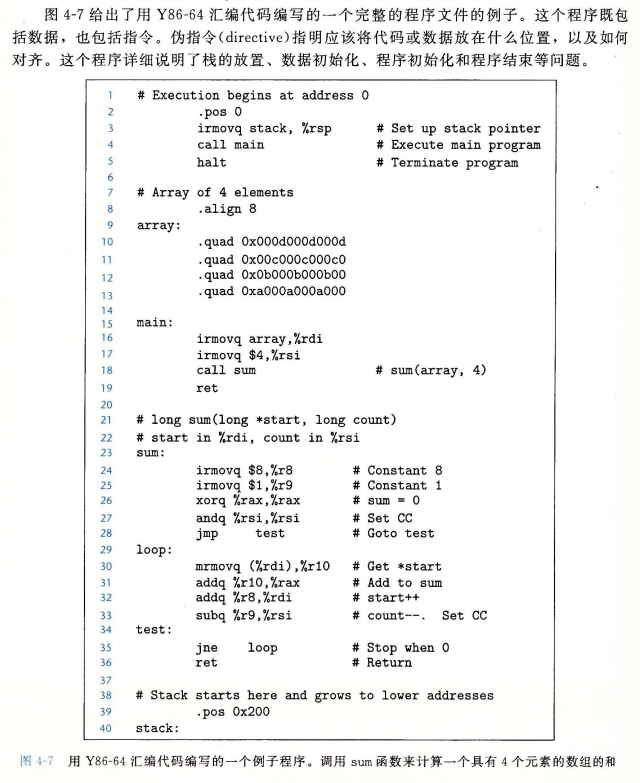 图 4-7 给出了用 Y86-64 汇编代码编写的一个完整的程序文件的例子。这个程序既包
括数据，也包括指令。伪指令(directive)指明应该将代码或数据放在什么位置，以及如何
对齐。这个程序详细说明了栈的放置、数据初始化、程序初始化和程序结束等问题。
1 # Execution begins at address 0
2 .pos 0
3 irmovq stack, %rsp # Set up stack pointer
4 call main # Execute main program
5 halt # Terminate program
6
7 # Array of 4 elements
8 .align 8
9 array:
10 .quad 0x000d000d000d
11 .quad 0x00c000c000c0
12 .quad 0x0b000b000b00
13 .quad 0xa000a000a000
14
15 main:
16 irmovq array,%rdi
17 irmovq $4,%rsi
18 call sum # sum(array, 4)
19 ret
20
21 # long sum(long *start, long count)
22 # start in %rdi, count in %rsi
23 sum:
24 irmovq $8,%r8 # Constant 8
25 irmovq $1,%r9 # Constant 1
26 xorq %rax,%rax # sum = 0
27 andq %rsi,%rsi # Set CC
28 jmp test # Goto test
29 loop:
30 mrmovq (%rdi),%r10 # Get *start
31 addq %r10,%rax # Add to sum
32 addq %r8,%rdi # start++
33 subq %r9,%rsi # count--. Set CC
34 test:
35 jne loop # Stop when 0
36 ret # Return
37
38 # Stack starts here and grows to lower addresses
39 .pos 0x200
40 stack:
图 4-7 用 Y86-64 汇编代码编写的一个例子程序。调用 sum 函数来计算一个具有 4 个元素的数组的和